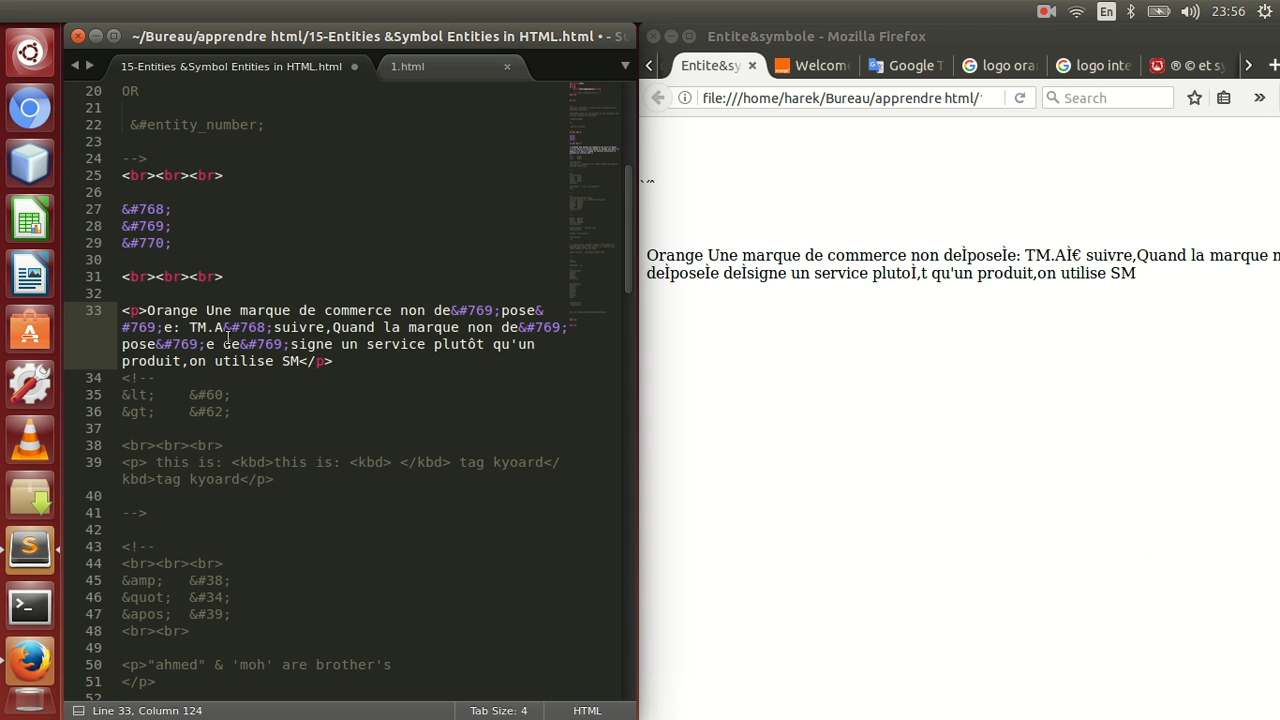 En
23:56
~/Bureau/apprendre html/15-Entities &Symbol Entities in HTML.html • - S
Entite&symbole - Mozilla Firefox
15-Entities &Symbol Entities in HTML.html
1.html
Entite&sy
Welcome
Google T
logo ora
logo inte
® © et sy
file:///home/harek/Bureau/apprendre html/
Search
20 OR
21
22 &#entity_number;
23
24 -->
25 <br><br><br>
26
27 &#768;
28 &#769;
29 &#770;
30
31 <br><br><br>
32
33 <p>Orange Une marque de commerce non de&#769;pose&
#769;e: TM.A&#768;suivre,Quand la marque non de&#769;
pose&#769;e de&#769;signe un service plutôt qu'un
produit,on utilise SM</p>
34 <!--
35 &lt; &#60;
36 &gt; &#62;
37
38 <br><br><br>
39 <p> this is: <kbd>this is: <kbd> </kbd> tag kyoard</
kbd>tag kyoard</p>
40
41 -->
42
43 <!--
44 <br><br><br>
45 &amp; &#38;
46 &quot; &#34;
47 &apos; &#39;
48 <br><br>
49
50 <p>"ahmed" & 'moh' are brother's
51 </p>
52
Line 33, Column 124
Tab Size: 4
HTML
Orange Une marque de commerce non deÌposeÌe: TM.AÌ€ suivre,Quand la marque n
deÌposeÌe deÌsigne un service plutoÌ‚t qu'un produit,on utilise SM